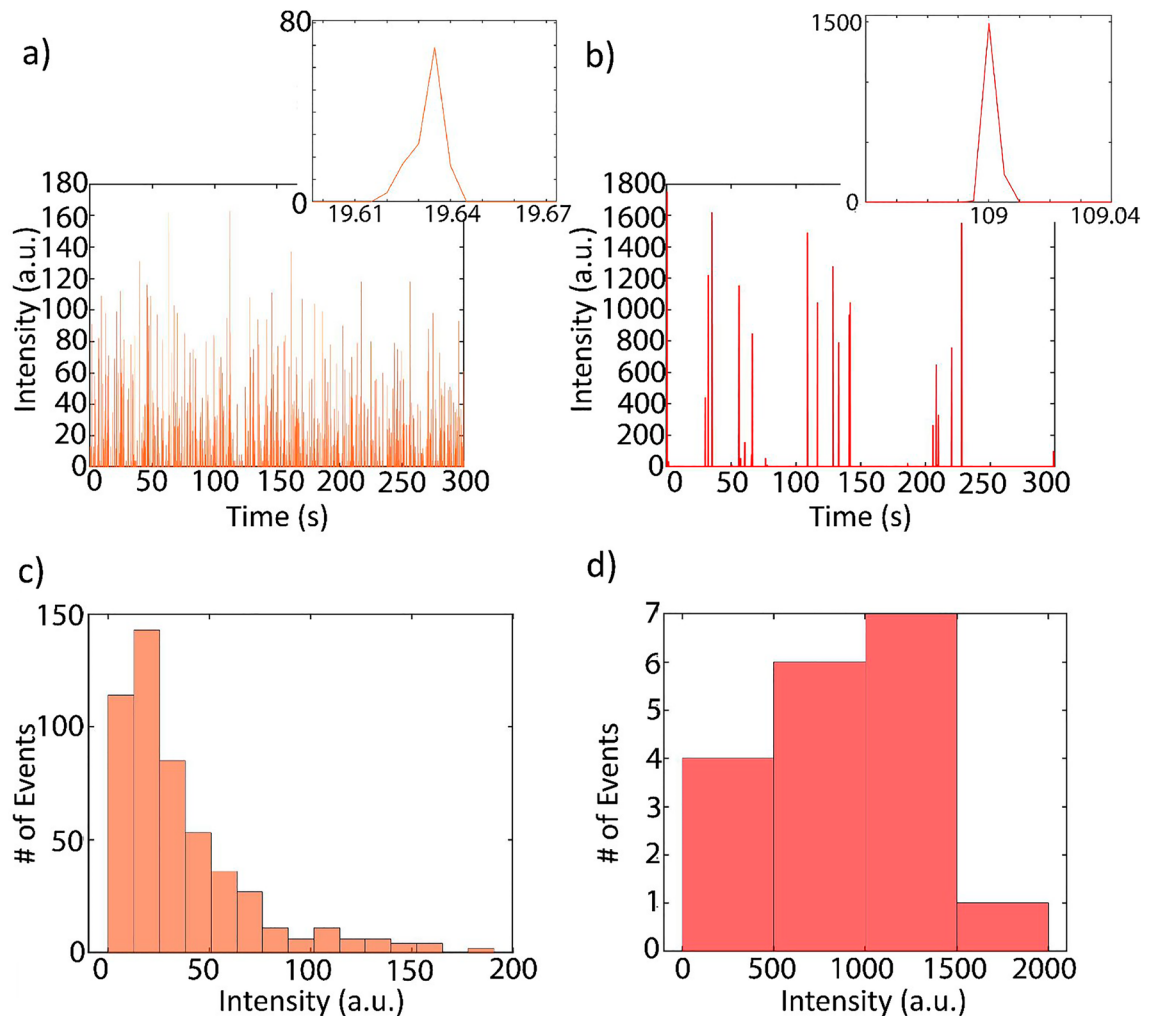 a)
80
0
19.61 19.64 19.67
180
160
140
120
100
80
60
40
20
0
0 50 100 150 200 250 300
Intensity (a.u.)
Time (s)
b)
1500
0
109 109.04
1800
1600
1400
1200
1000
800
600
400
200
0
0 50 100 150 200 250 300
Intensity (a.u.)
Time (s)
c)
150
100
50
0
0 50 100 150 200
# of Events
Intensity (a.u.)
d)
7
6
5
4
3
2
1
0
0 500 1000 1500 2000
# of Events
Intensity (a.u.)